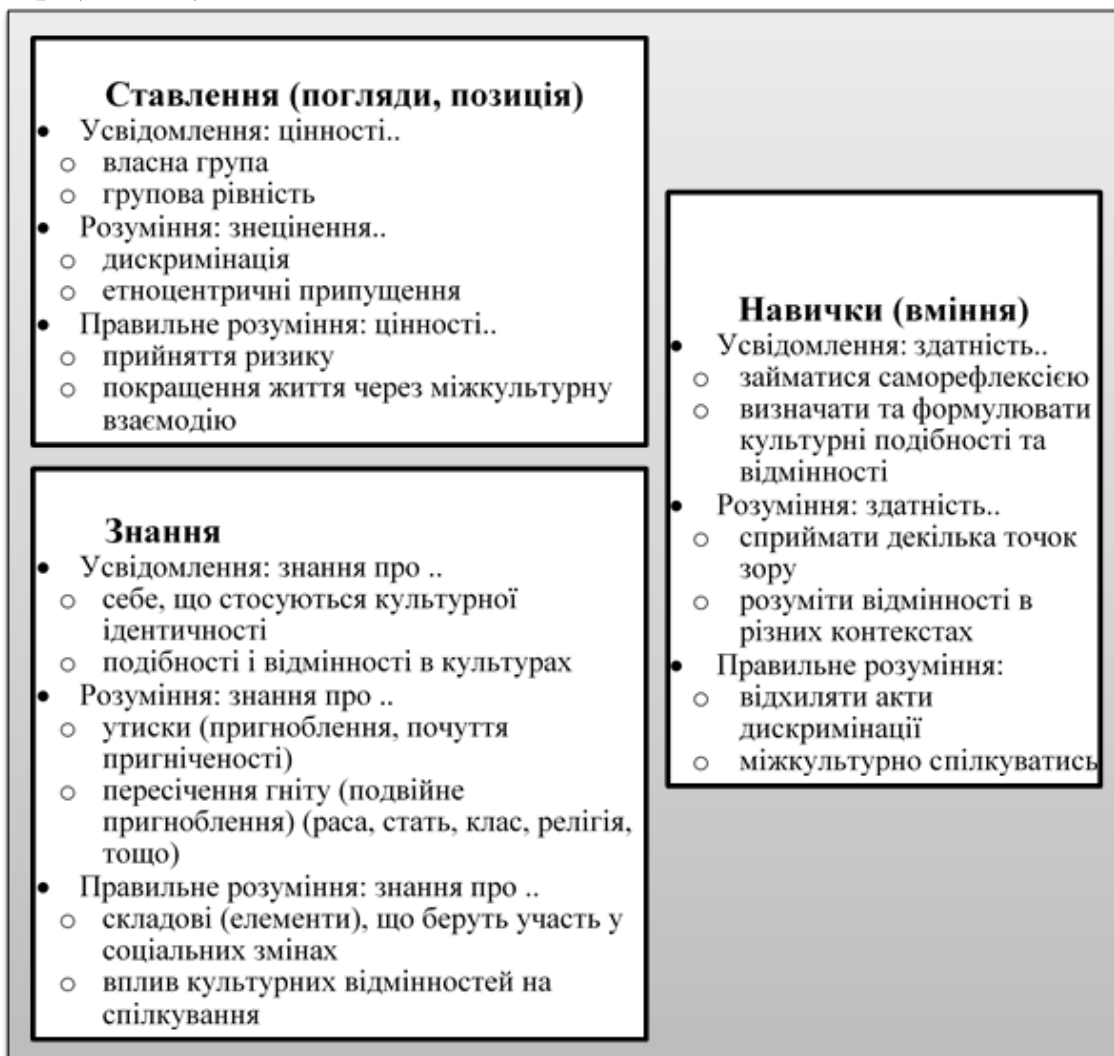 Ставлення (погляди, позиція)
• Усвідомлення: цінності..
o власна група
o групова рівність
• Розуміння: знецінення..
o дискримінація
o етноцентричні припущення
• Правильне розуміння: цінності..
o прийняття ризику
o покращення життя через міжкультурну
взаємодію
Знання
• Усвідомлення: знання про ..
o себе, що стосуються культурної
ідентичності
o подібності і відмінності в культурах
• Розуміння: знання про ..
o утиски (пригноблення, почуття
пригніченості)
o пересічення гніту (подвійне
пригноблення) (раса, стать, клас, релігія,
тощо)
• Правильне розуміння: знання про ..
o складові (елементи), що беруть участь у
соціальних змінах
o вплив культурних відмінностей на
спілкування
Навички (вміння)
• Усвідомлення: здатність..
o займатися саморефлексією
o визначати та формулювати
культурні подібності та
відмінності
• Розуміння: здатність..
o сприймати декілька точок
зору
o розуміти відмінності в
різних контекстах
• Правильне розуміння:
o відхиляти акти
дискримінації
o міжкультурно спілкуватись